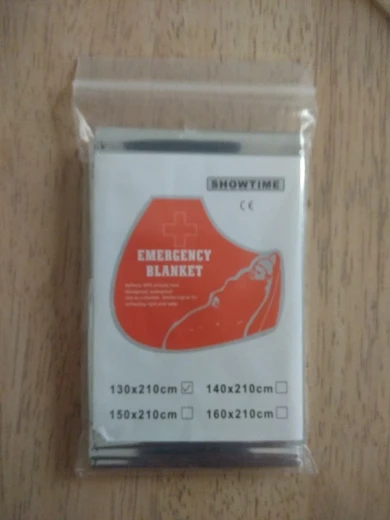 SHOWTIME
CE
EMERGENCY
BLANKET
130x210cm 140x210cm
150x210cm 160x210cm